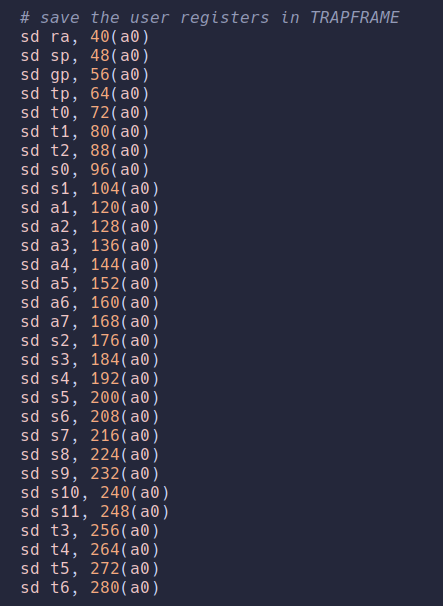 # save the user registers in TRAPFRAME
sd ra, 40(a0)
sd sp, 48(a0)
sd gp, 56(a0)
sd tp, 64(a0)
sd t0, 72(a0)
sd t1, 80(a0)
sd t2, 88(a0)
sd s0, 96(a0)
sd s1, 104(a0)
sd a1, 120(a0)
sd a2, 128(a0)
sd a3, 136(a0)
sd a4, 144(a0)
sd a5, 152(a0)
sd a6, 160(a0)
sd a7, 168(a0)
sd s2, 176(a0)
sd s3, 184(a0)
sd s4, 192(a0)
sd s5, 200(a0)
sd s6, 208(a0)
sd s7, 216(a0)
sd s8, 224(a0)
sd s9, 232(a0)
sd s10, 240(a0)
sd s11, 248(a0)
sd t3, 256(a0)
sd t4, 264(a0)
sd t5, 272(a0)
sd t6, 280(a0)